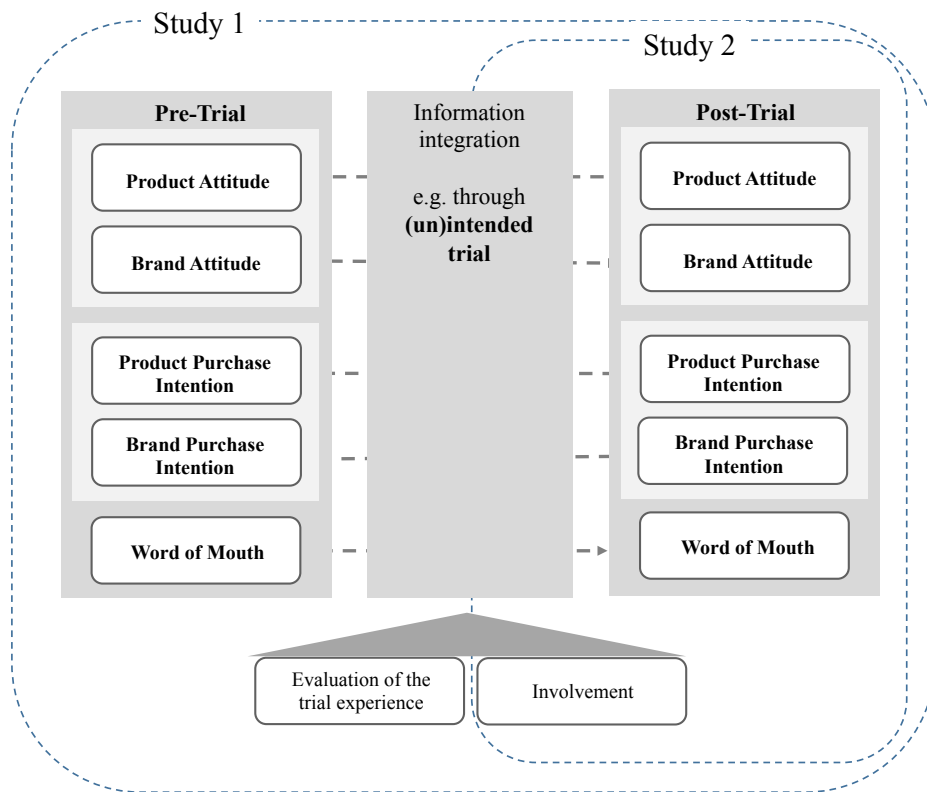 Study 1
Study 2
Pre-Trial
Product Attitude
Brand Attitude
Product Purchase
Intention
Brand Purchase
Intention
Word of Mouth
Information
integration
e.g. through
(un)intended
trial
Post-Trial
Product Attitude
Brand Attitude
Product Purchase
Intention
Brand Purchase
Intention
Word of Mouth
Evaluation of the
trial experience
Involvement